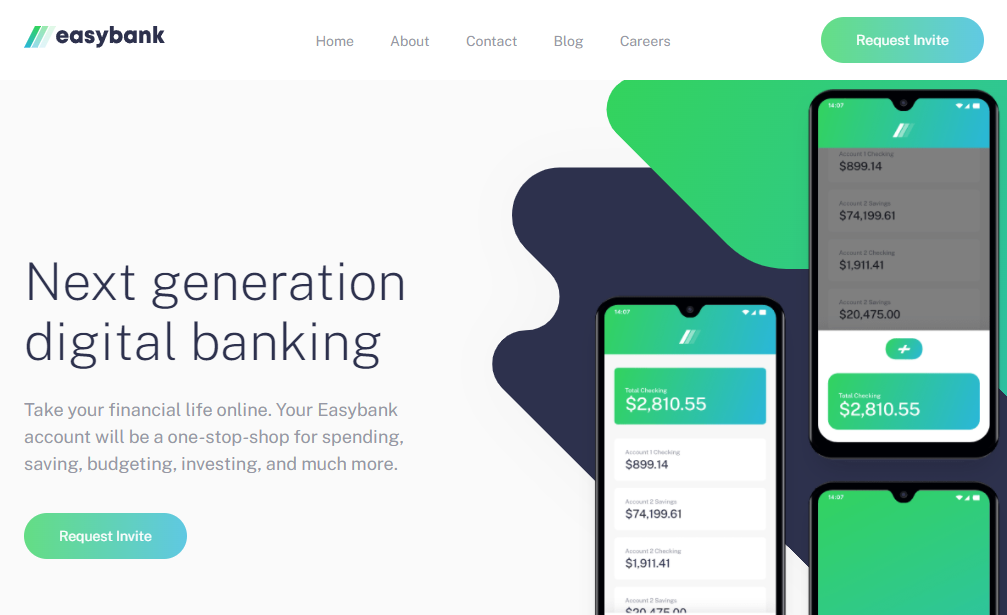 easybank
Home
About
Contact
Blog
Careers
Request Invite
Next generation
digital banking
Take your financial life online. Your Easybank
account will be a one-stop-shop for spending,
saving, budgeting, investing, and much more.
Request Invite
14:07
Total Checking
$2,810.55
Account 1 Checking
$899.14
Account 2 Savings
$74,199.61
Account 2 Checking
$1,911.41
Account 2 Savings
$20,475.00
14:07
Account 1 Checking
$899.14
Account 2 Savings
$74,199.61
Account 2 Checking
$1,911.41
Account 2 Savings
$20,475.00
Total Checking
$2,810.55
14:07